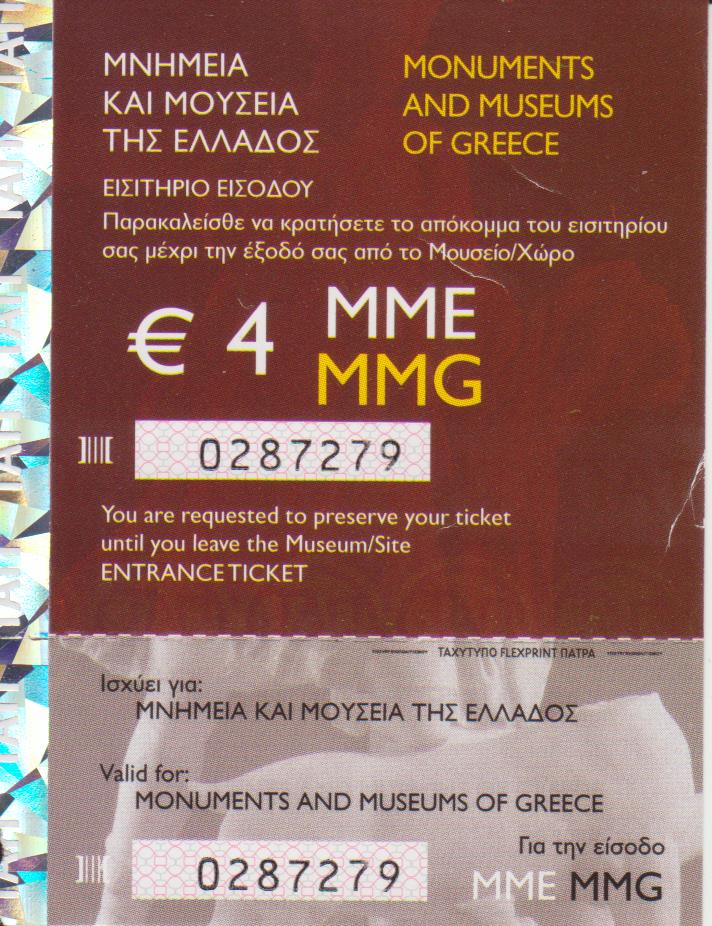 ΜΝΗΜΕΙΑ
ΚΑΙ ΜΟΥΣΕΙΑ
ΤΗΣ ΕΛΛΑΔΟΣ
MONUMENTS
AND MUSEUMS
OF GREECE
ΕΙΣΙΤΗΡΙΟ ΕΙΣΟΔΟΥ
Παρακαλείσθε να κρατήσετε το απόκομμα του εισιτηρίου
σας μέχρι την έξοδό σας από το Μουσείο/Χώρο
€ 4
ΜΜΕ
MMG
0287279
You are requested to preserve your ticket
until you leave the Museum/Site
ENTRANCE TICKET
ΤΑΧΥΤΥΠΟ FLEXPRINT ΠΑΤΡΑ
Ισχύει για:
ΜΝΗΜΕΙΑ ΚΑΙ ΜΟΥΣΕΙΑ ΤΗΣ ΕΛΛΑΔΟΣ
Valid for:
MONUMENTS AND MUSEUMS OF GREECE
Για την είσοδο
0287279
ΜΜΕ MMG